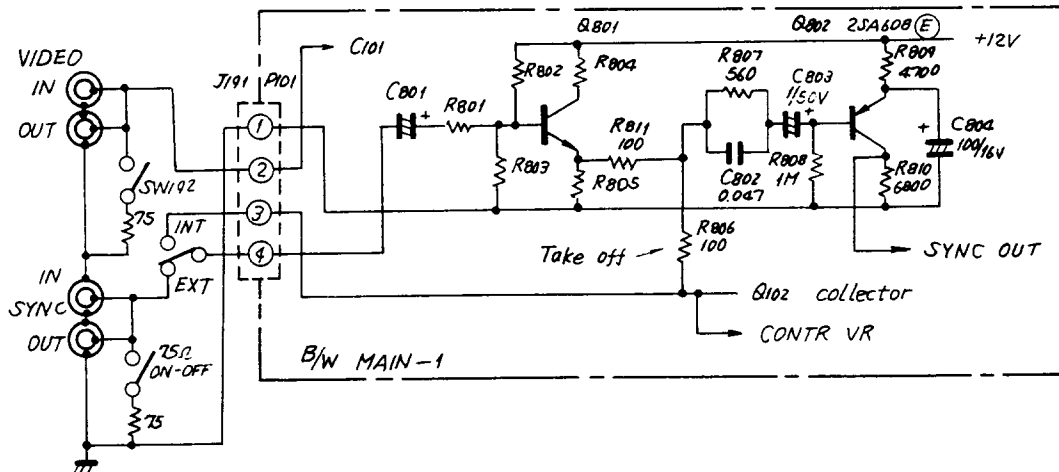 VIDEO
IN
OUT
SW192
75
INT
EXT
IN
SYNC
OUT
75Ω
ON-OFF
75
J191 P101
1
2
3
4
C101
C801
+
R801
R802
R803
Q801
R804
R805
R811
100
R806
100
Take off
R807
560
C802
0.047
C803
1/50V
+
R808
1M
Q802 2SA608 E
R809
4700
+12V
+
C804
100/16V
R810
6800
SYNC OUT
Q102 collector
CONTR VR
B/W MAIN-1